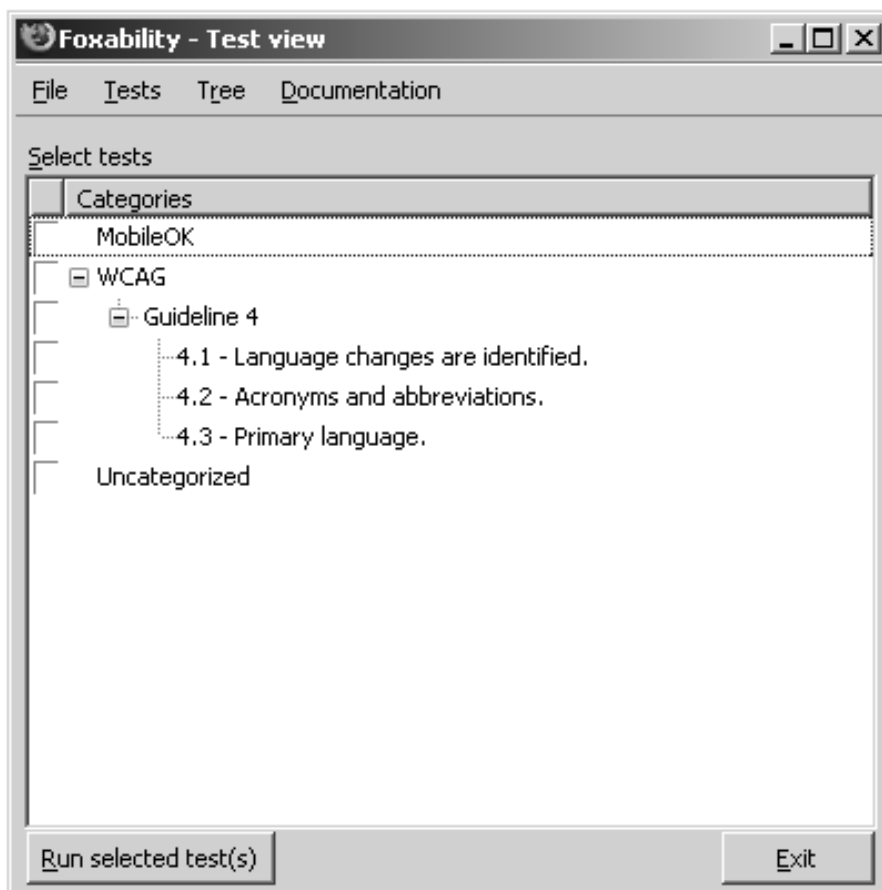 Foxability - Test view
File Tests Tree Documentation
Select tests
Categories
MobileOK
WCAG
Guideline 4
4.1 - Language changes are identified.
4.2 - Acronyms and abbreviations.
4.3 - Primary language.
Uncategorized
Run selected test(s) Exit